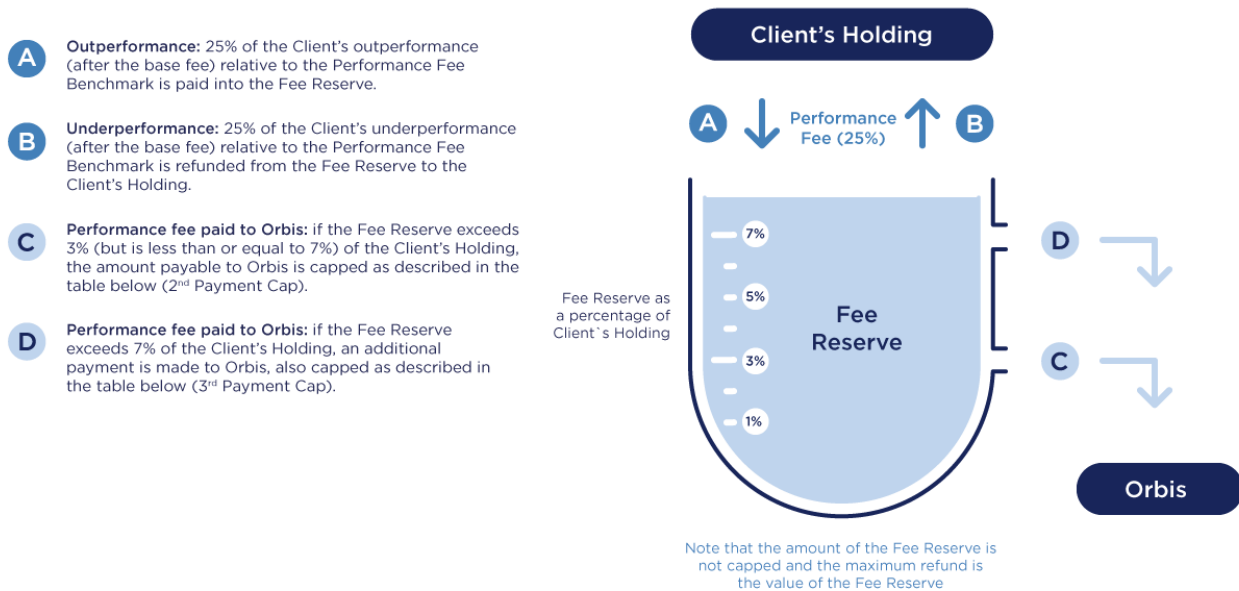 A
Outperformance: 25% of the Client's outperformance
(after the base fee) relative to the Performance Fee
Benchmark is paid into the Fee Reserve.
B
Underperformance: 25% of the Client's underperformance
(after the base fee) relative to the Performance Fee
Benchmark is refunded from the Fee Reserve to the
Client's Holding.
C
Performance fee paid to Orbis: if the Fee Reserve exceeds
3% (but is less than or equal to 7%) of the Client's Holding,
the amount payable to Orbis is capped as described in the
table below (2nd Payment Cap).
D
Performance fee paid to Orbis: if the Fee Reserve
exceeds 7% of the Client's Holding, an additional
payment is made to Orbis, also capped as described in
the table below (3rd Payment Cap).
Client's Holding
A
Performance
Fee (25%)
B
7%
5%
3%
1%
Fee Reserve as
a percentage of
Client`s Holding
Fee
Reserve
D
C
Orbis
Note that the amount of the Fee Reserve is
not capped and the maximum refund is
the value of the Fee Reserve